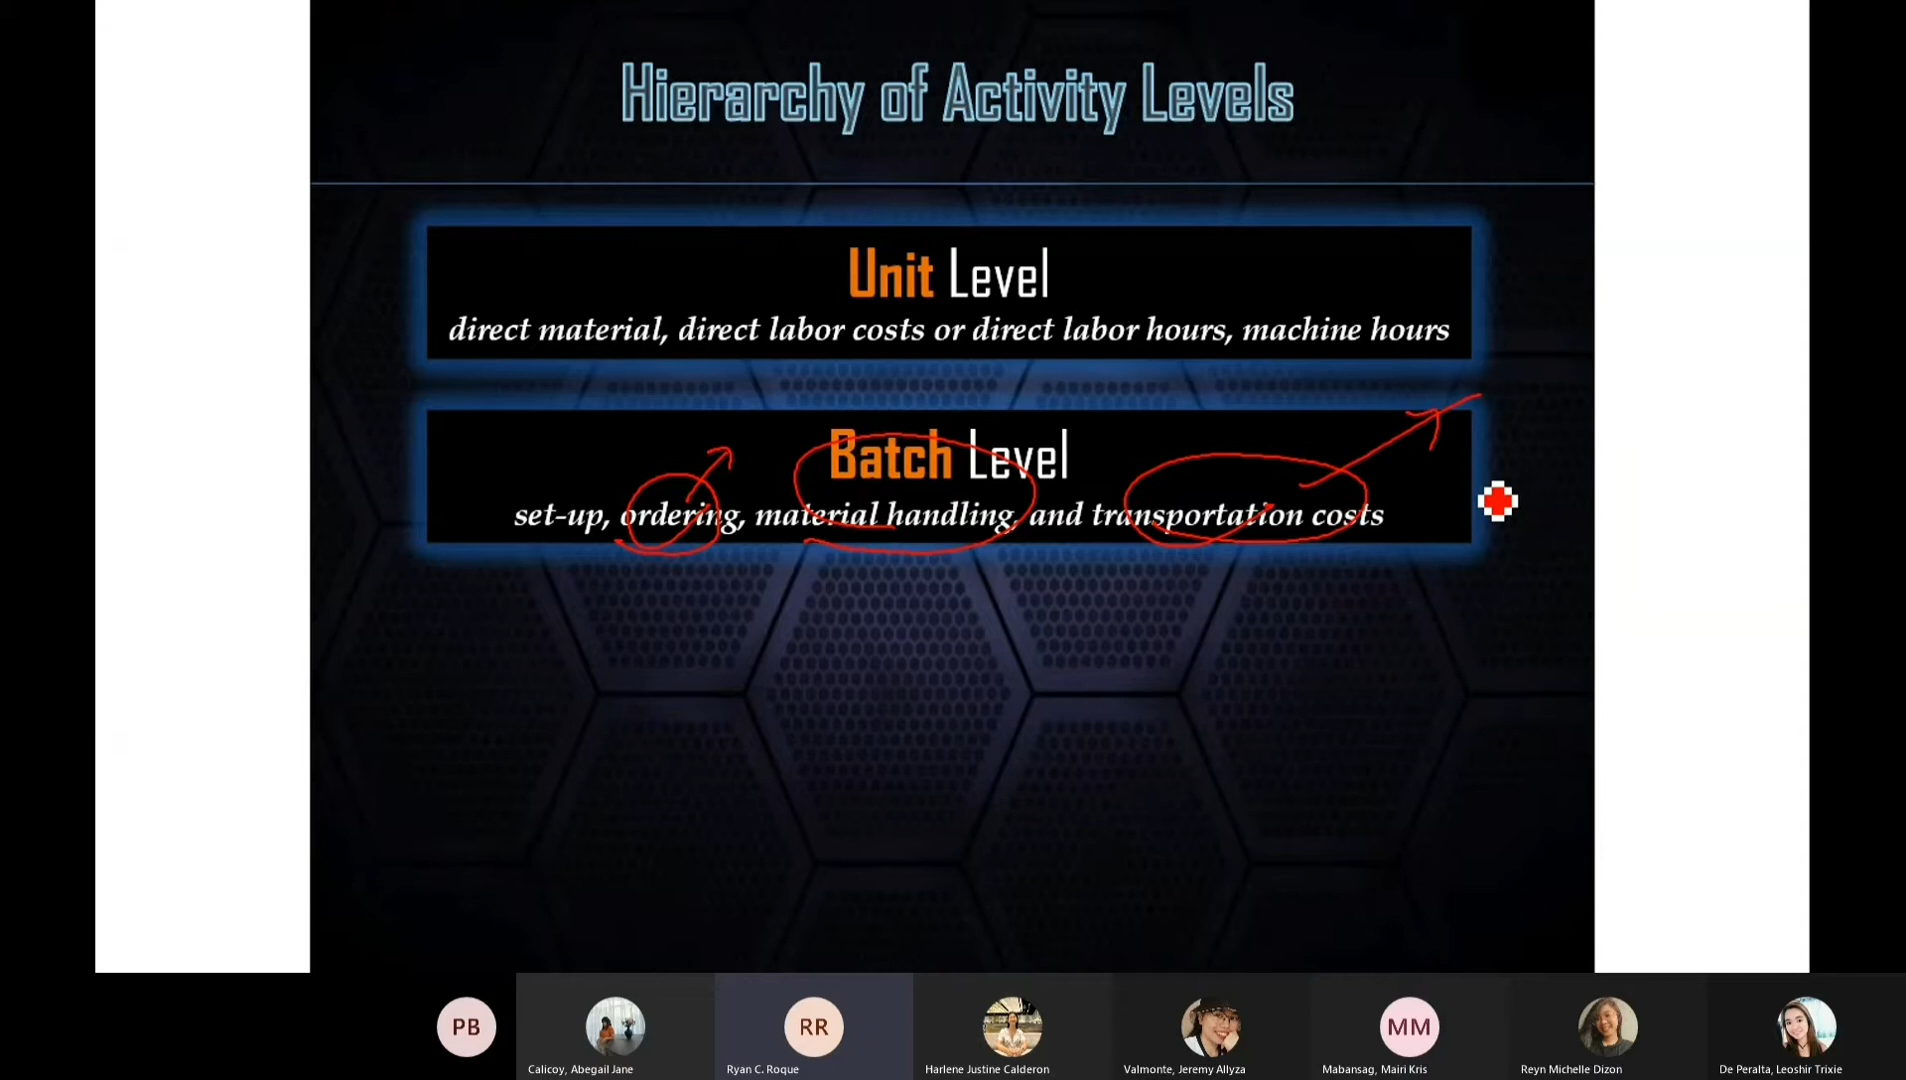 Hierarchy of Activity Levels
Unit Level
direct material, direct labor costs or direct labor hours, machine hours
Batch Level
set-up, ordering, material handling, and transportation costs
PB
RR
MM
Calicoy, Abegail Jane
Ryan C. Roque
Harlene Justine Calderon
Valmonte, Jeremy Allyza
Mabansag, Mairi Kris
Reyn Michelle Dizon
De Peralta, Leoshir Trixie